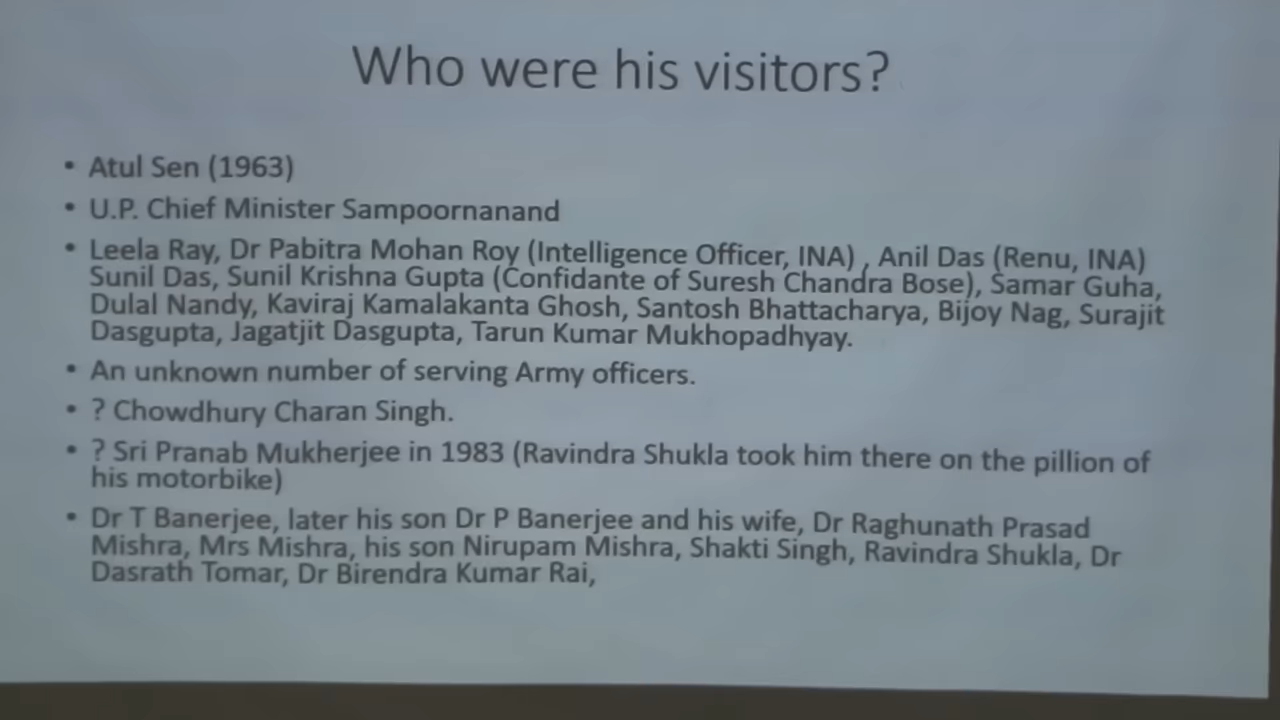 Who were his visitors?
• Atul Sen (1963)
• U.P. Chief Minister Sampoornanand
• Leela Ray, Dr Pabitra Mohan Roy (Intelligence Officer, INA) , Anil Das (Renu, INA)
Sunil Das, Sunil Krishna Gupta (Confidante of Suresh Chandra Bose), Samar Guha,
Dulal Nandy, Kaviraj Kamalakanta Ghosh, Santosh Bhattacharya, Bijoy Nag, Surajit
Dasgupta, Jagatjit Dasgupta, Tarun Kumar Mukhopadhyay.
• An unknown number of serving Army officers.
• ? Chowdhury Charan Singh.
• ? Sri Pranab Mukherjee in 1983 (Ravindra Shukla took him there on the pillion of
his motorbike)
• Dr T Banerjee, later his son Dr P Banerjee and his wife, Dr Raghunath Prasad
Mishra, Mrs Mishra, his son Nirupam Mishra, Shakti Singh, Ravindra Shukla, Dr
Dasrath Tomar, Dr Birendra Kumar Rai,